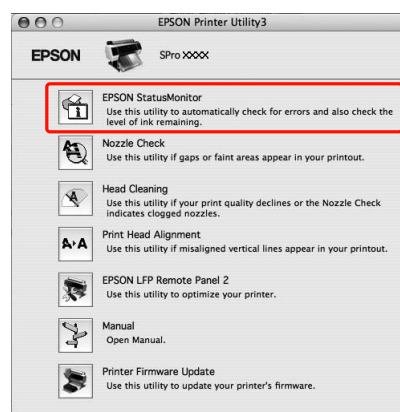 EPSON Printer Utility3
EPSON
SPro XXXX
EPSON StatusMonitor
Use this utility to automatically check for errors and also check the
level of ink remaining.
Nozzle Check
Use this utility if gaps or faint areas appear in your printout.
Head Cleaning
Use this utility if your print quality declines or the Nozzle Check
indicates clogged nozzles.
Print Head Alignment
Use this utility if misaligned vertical lines appear in your printout.
EPSON LFP Remote Panel 2
Use this utility to optimize your printer.
Manual
Open Manual.
Printer Firmware Update
Use this utility to update your printer's firmware.